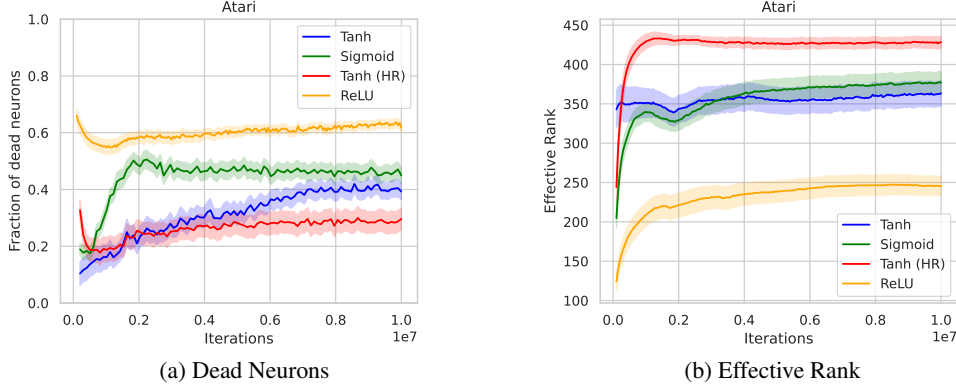 Atari
Fraction of dead neurons
1.0
0.8
0.6
0.4
0.2
0.0
Tanh
Sigmoid
Tanh (HR)
ReLU
0.0 0.2 0.4 0.6 0.8 1.0
Iterations
1e7
(a) Dead Neurons
Atari
Effective Rank
450
400
350
300
250
200
150
100
Tanh
Sigmoid
Tanh (HR)
ReLU
0.0 0.2 0.4 0.6 0.8 1.0
Iterations
1e7
(b) Effective Rank